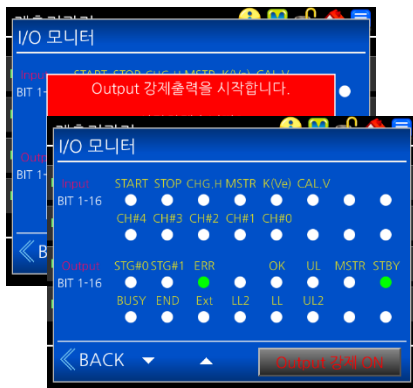 I/O 모니터
Input START STOP CHG.H MSTR K(Ve) CAL.V
BIT 1-
Output 강제출력을 시작합니다.
BIT 1-
I/O 모니터
Input START STOP CHG.H MSTR K(Ve) CAL.V
BIT 1-16
CH#4 CH#3 CH#2 CH#1 CH#0
Output STG#0 STG#1 ERR OK UL MSTR STBY
BIT 1-16
BUSY END Ext LL2 LL UL2
BACK
Output 강제 ON